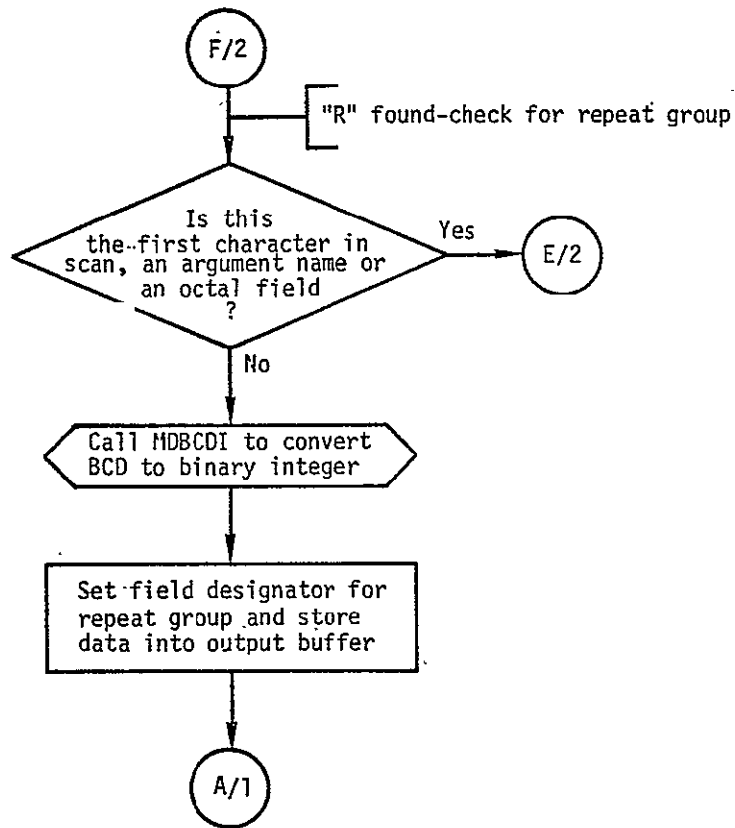 F/2
"R" found-check for repeat group
Is this
the first character in
scan, an argument name or
an octal field
?
Yes
E/2
No
Call MDBCDI to convert
BCD to binary integer
Set field designator for
repeat group and store
data into output buffer
A/1